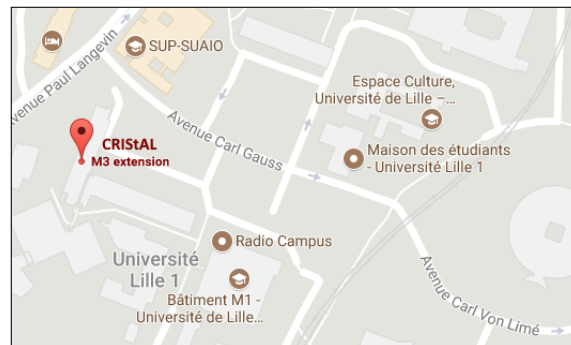 SUP-SUAIO
Avenue Paul Langevin
Espace Culture,
Université de Lille –...
CRIStAL
M3 extension
Avenue Carl Gauss
Maison des étudiants
- Université Lille 1
Radio Campus
Université
Lille 1
Avenue Carl Von Limé
Bâtiment M1 -
Université de Lille...